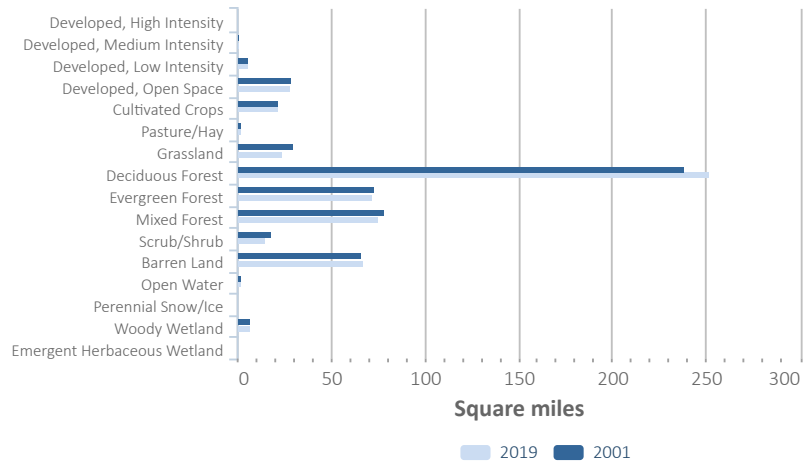 Developed, High Intensity
Developed, Medium Intensity
Developed, Low Intensity
Developed, Open Space
Cultivated Crops
Pasture/Hay
Grassland
Deciduous Forest
Evergreen Forest
Mixed Forest
Scrub/Shrub
Barren Land
Open Water
Perennial Snow/Ice
Woody Wetland
Emergent Herbaceous Wetland
0 50 100 150 200 250 300
Square miles
2019 2001